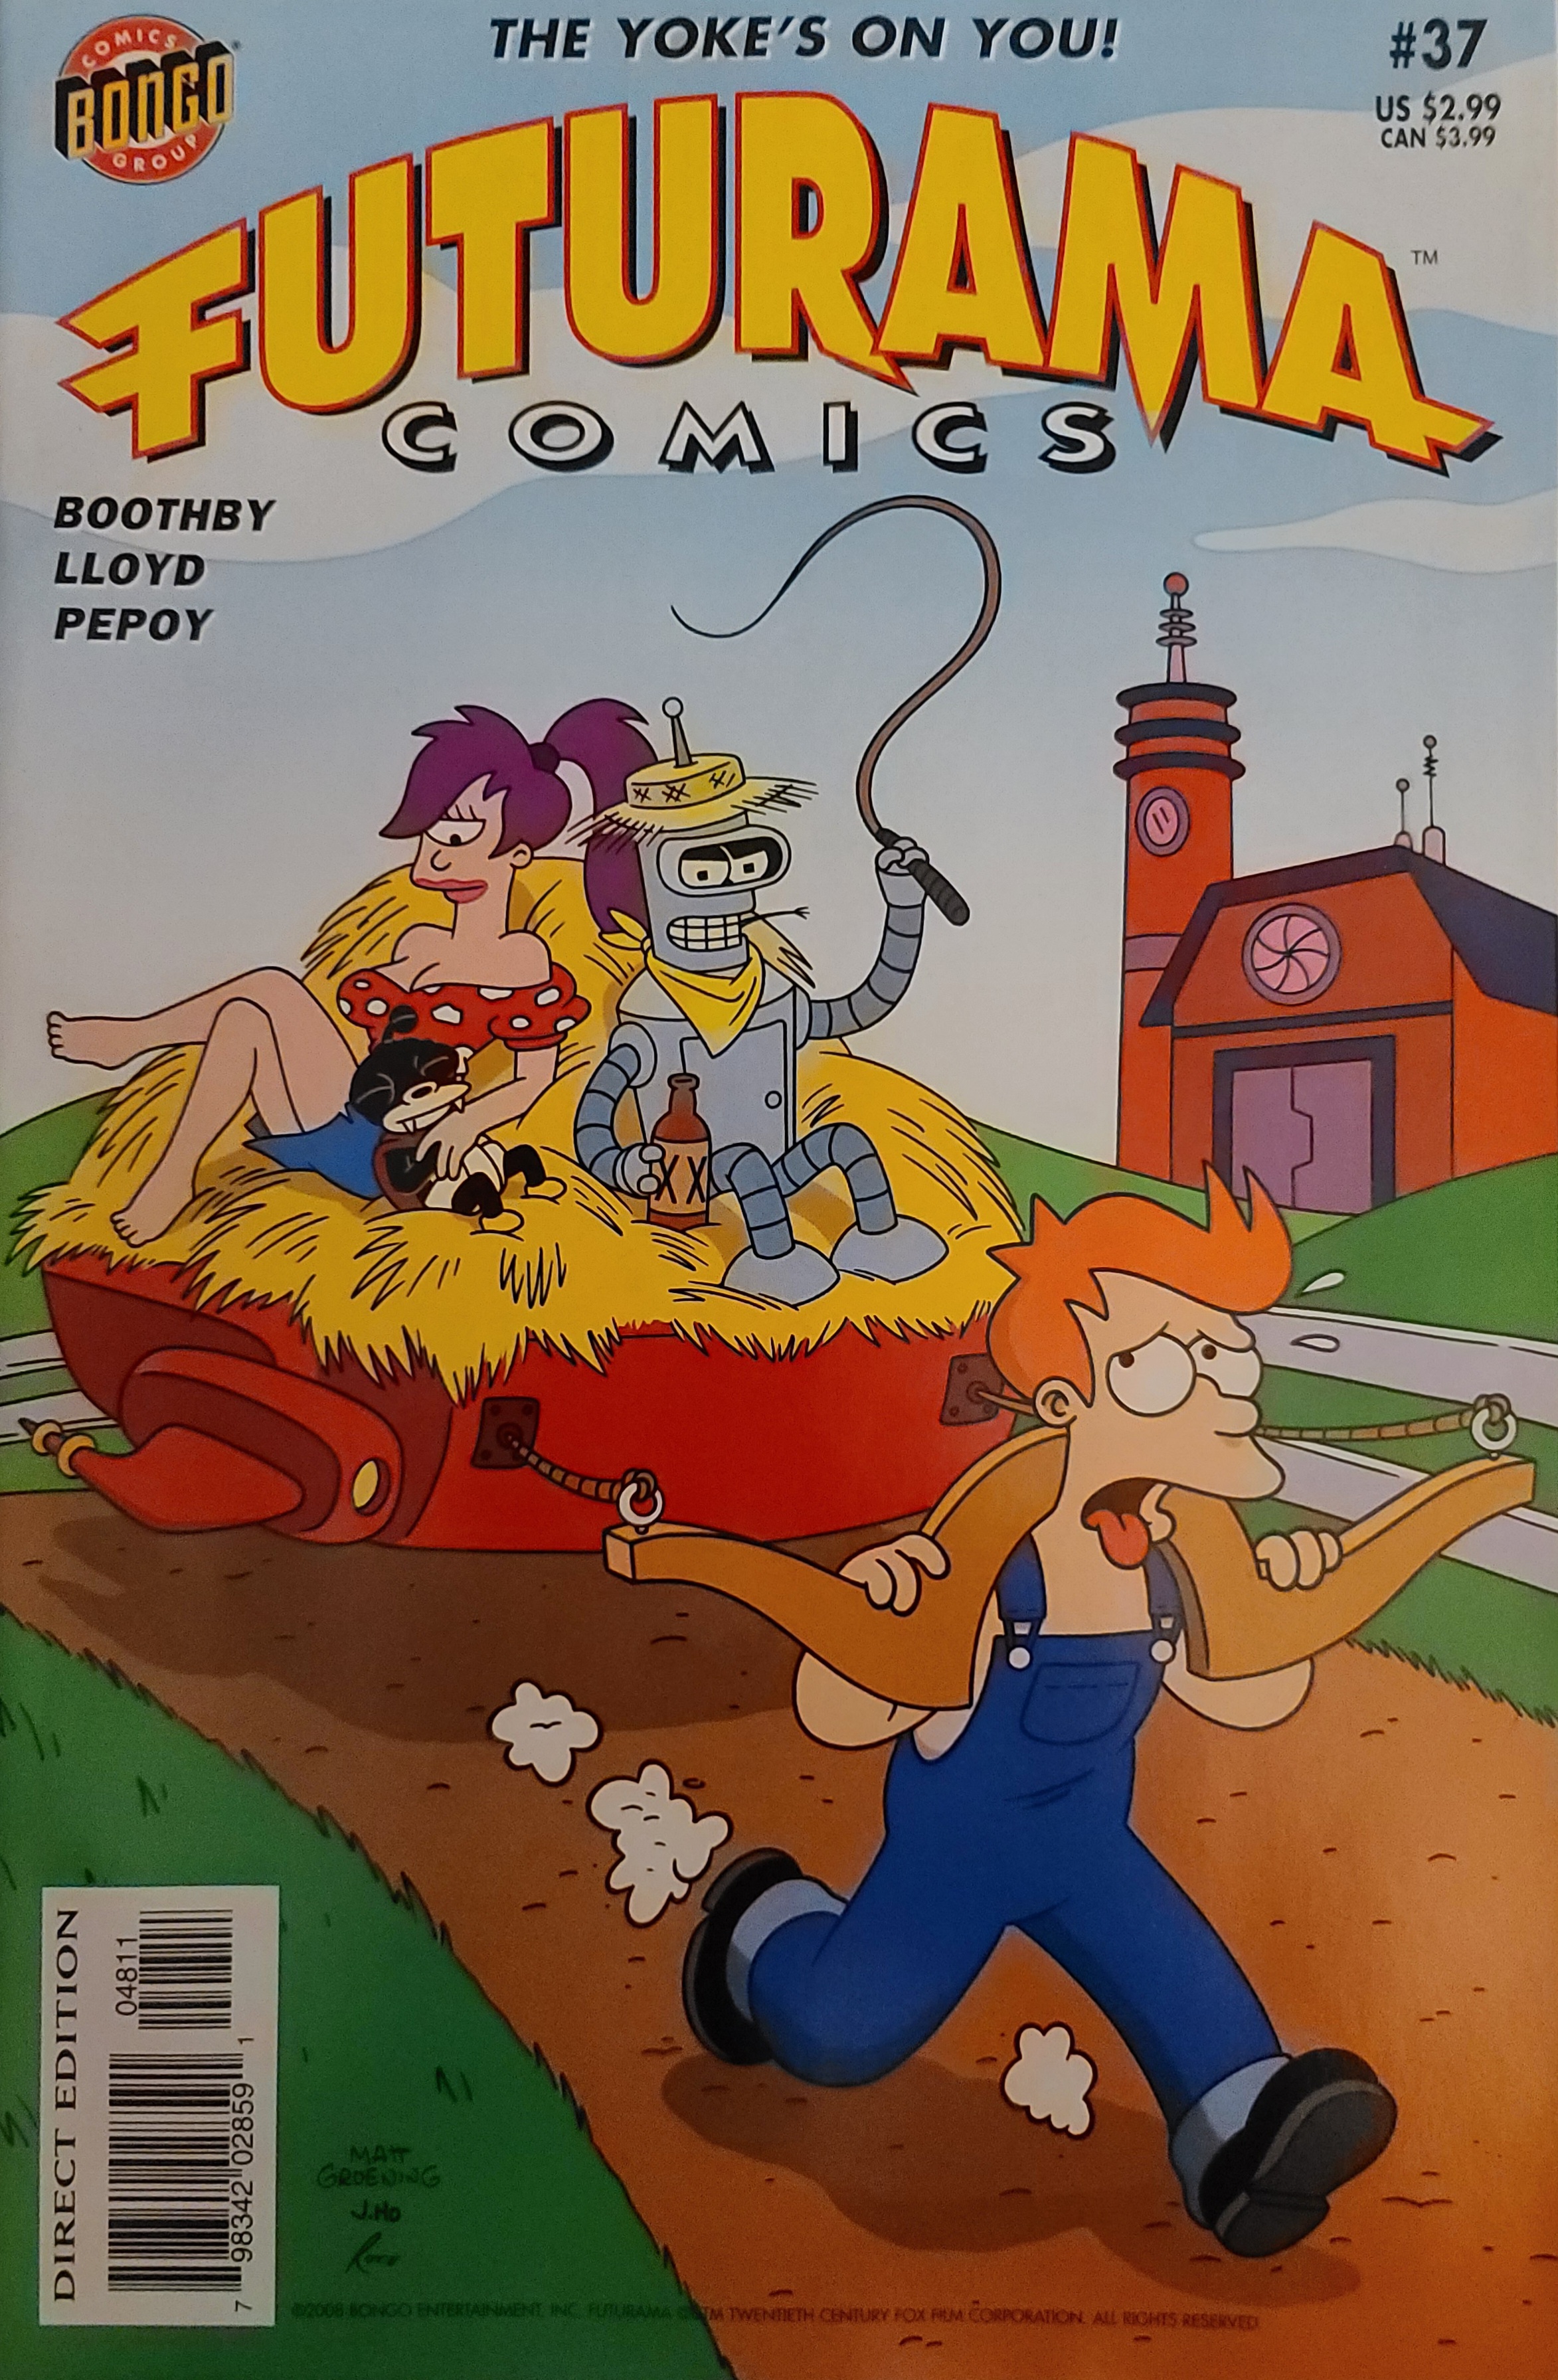 COMICS
BONGO
GROUP
THE YOKE'S ON YOU!
#37
US $2.99
CAN $3.99
FUTURAMA
TM
COMICS
BOOTHBY
LLOYD
PEPOY
XX
DIRECT EDITION
04811
7 98342 02859 1
MATT
GROENING
J.HO
©2008 BONGO ENTERTAINMENT, INC. FUTURAMA ©&TM TWENTIETH CENTURY FOX FILM CORPORATION. ALL RIGHTS RESERVED.